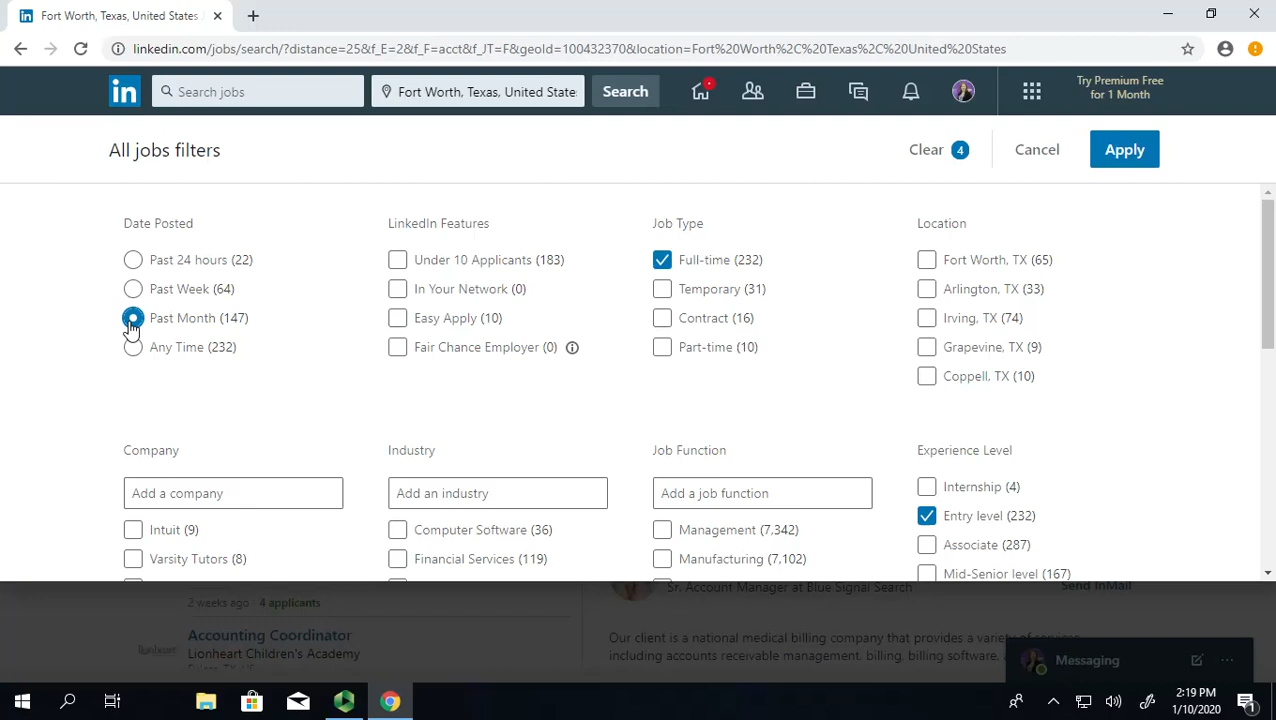 Fort Worth, Texas, United States
linkedin.com/jobs/search/?distance=25&f_E=2&f_F=acct&f_JT=F&geoId=100432370&location=Fort%20Worth%2C%20Texas%2C%20United%20States
in
Search jobs
Fort Worth, Texas, United State
Search
Try Premium Free
for 1 Month
All jobs filters
Clear 4
Cancel
Apply
Date Posted
Past 24 hours (22)
Past Week (64)
Past Month (147)
Any Time (232)
LinkedIn Features
Under 10 Applicants (183)
In Your Network (0)
Easy Apply (10)
Fair Chance Employer (0)
Job Type
Full-time (232)
Temporary (31)
Contract (16)
Part-time (10)
Location
Fort Worth, TX (65)
Arlington, TX (33)
Irving, TX (74)
Grapevine, TX (9)
Coppell, TX (10)
Company
Add a company
Intuit (9)
Varsity Tutors (8)
Industry
Add an industry
Computer Software (36)
Financial Services (119)
Job Function
Add a job function
Management (7,342)
Manufacturing (7,102)
Experience Level
Internship (4)
Entry level (232)
Associate (287)
Mid-Senior level (167)
2 weeks ago · 4 applicants
Accounting Coordinator
Lionheart Children's Academy
Sr. Account Manager at Blue Signal Search
Send InMail
Our client is a national medical billing company that provides a variety of services
including accounts receivable management, billing, billing software,
Messaging
2:19 PM
1/10/2020
1